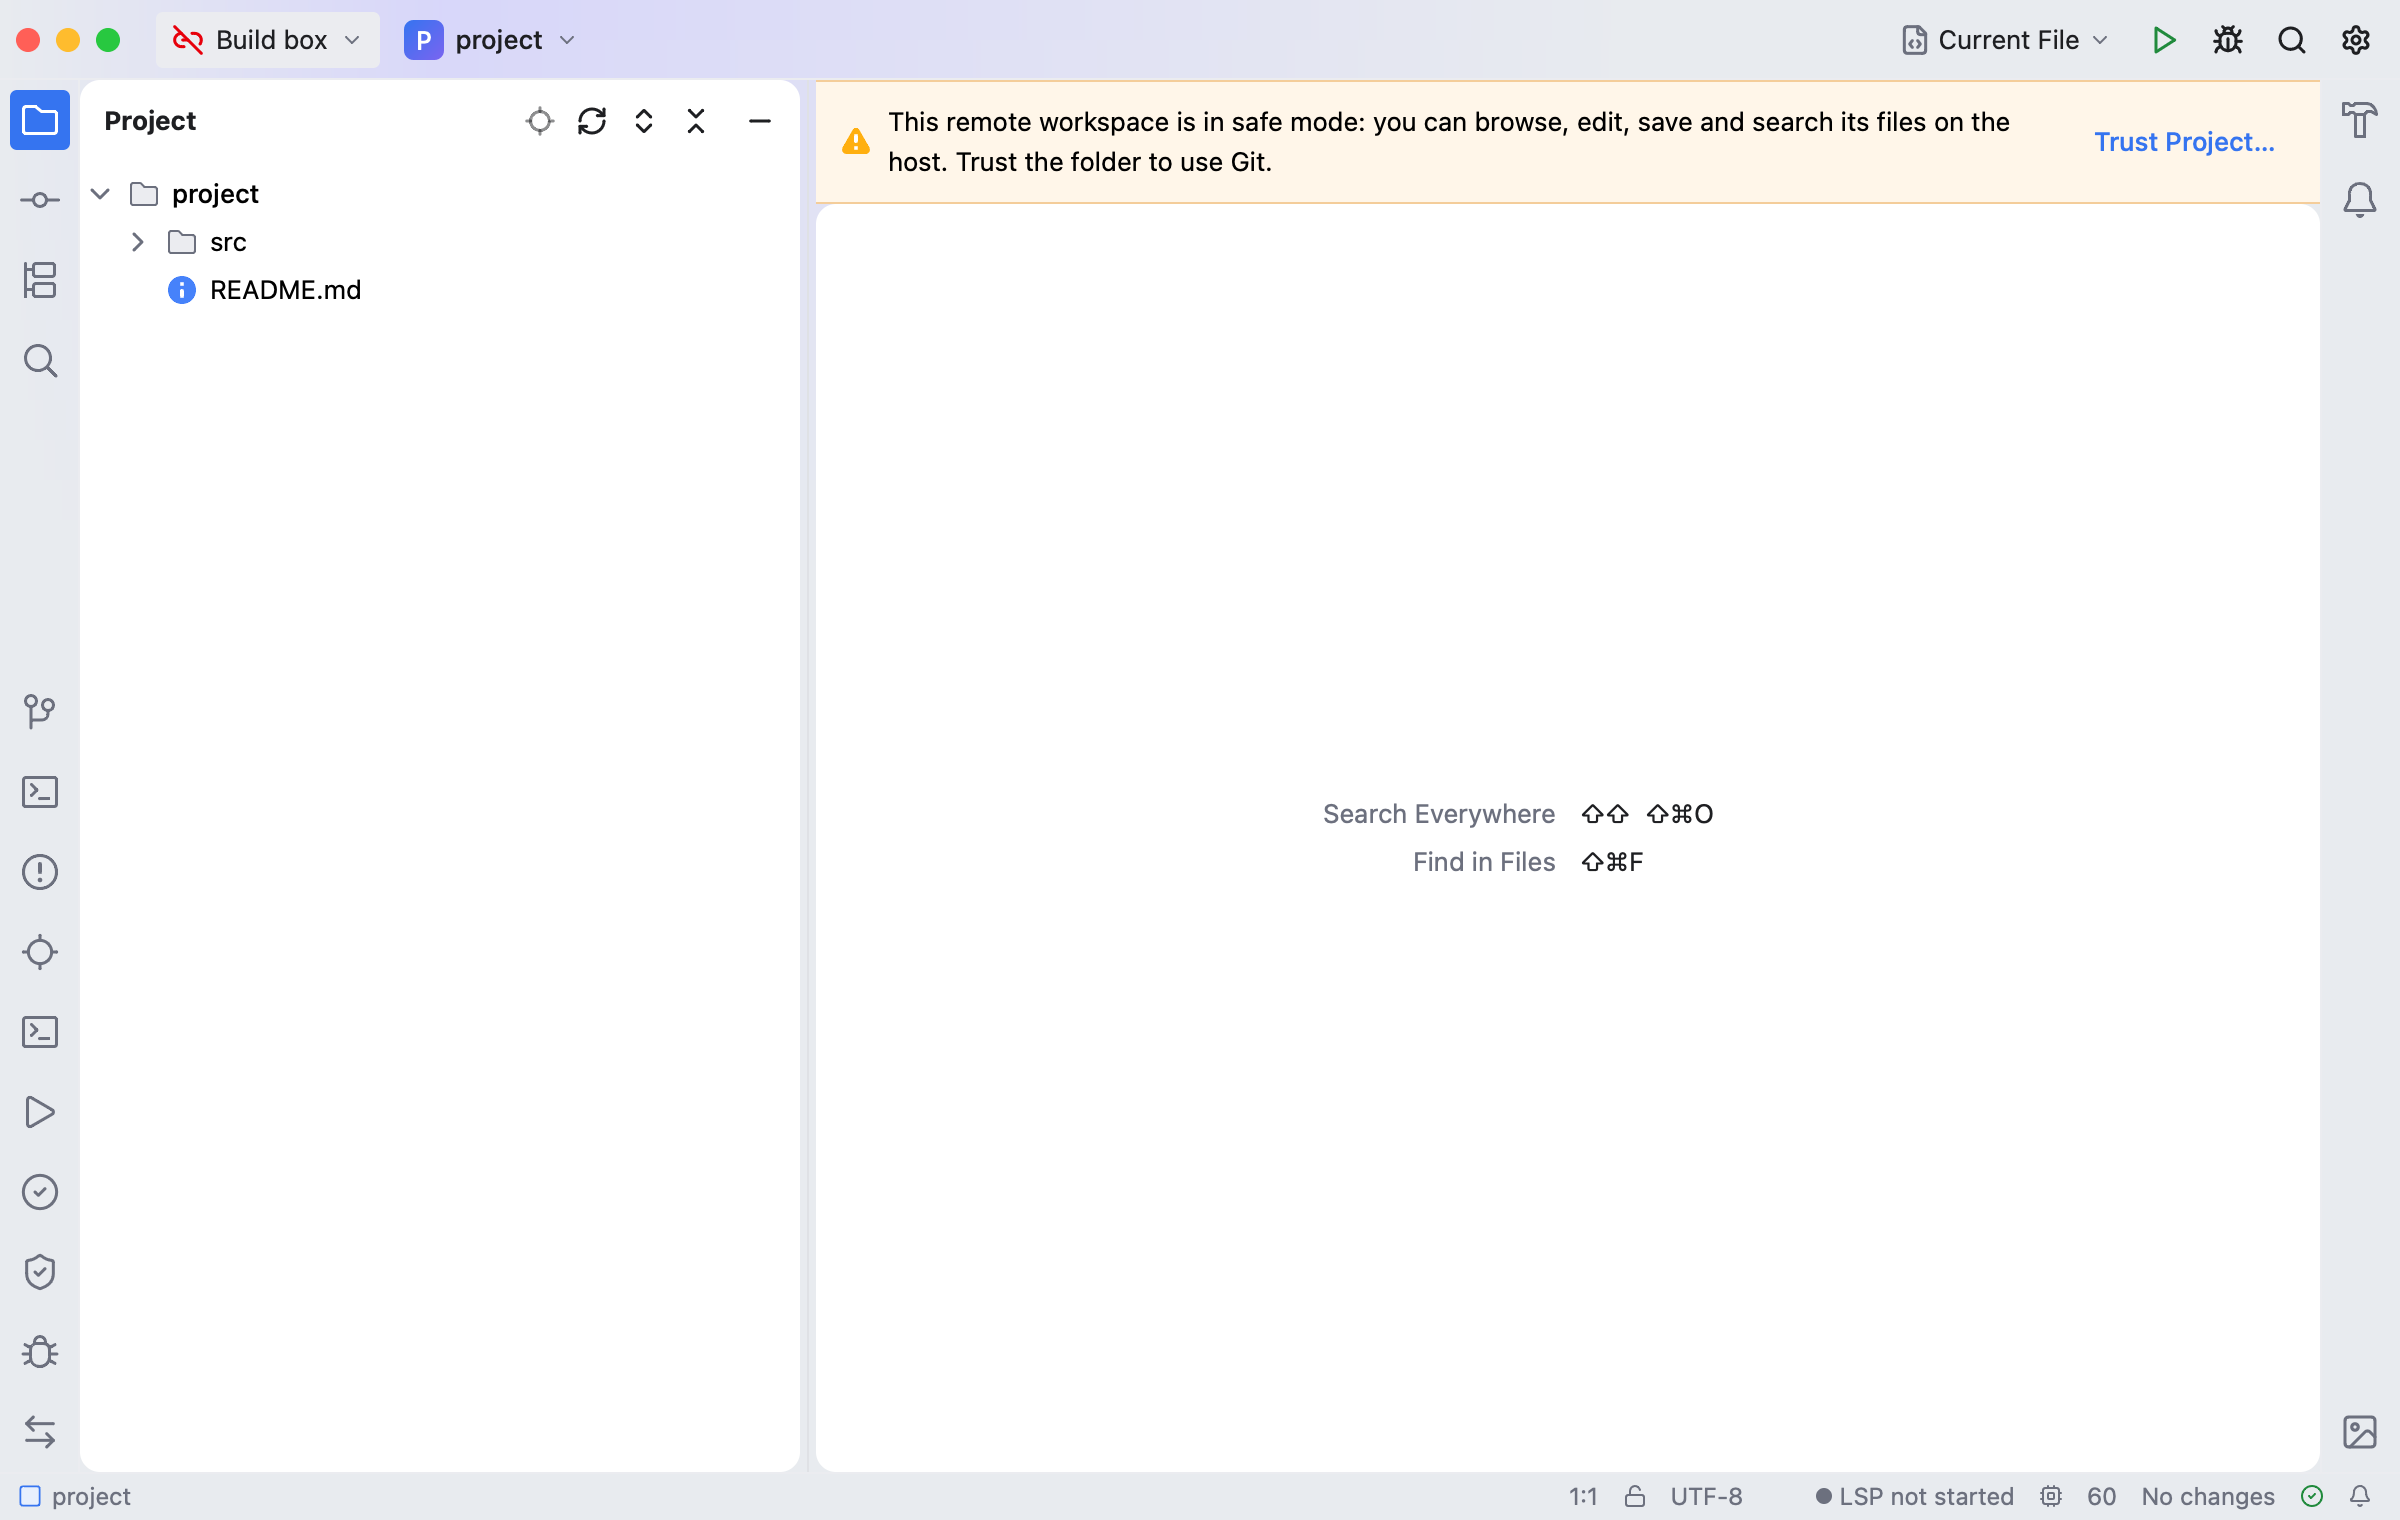 Build box
P project
Current File
Project
This remote workspace is in safe mode: you can browse, edit, save and search its files on the
host. Trust the folder to use Git.
Trust Project...
project
src
README.md
Search Everywhere ⇧⇧ ⇧⌘O
Find in Files ⇧⌘F
project
1:1
UTF-8
LSP not started
60
No changes